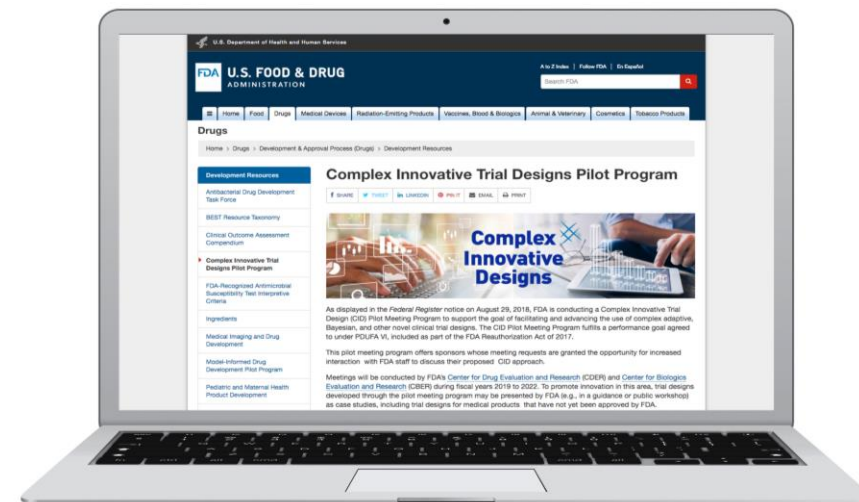 U.S. Department of Health and Human Services
FDA U.S. FOOD & DRUG
ADMINISTRATION
A to Z Index | Follow FDA | En Español
Search FDA
Home Food Drugs Medical Devices Radiation-Emitting Products Vaccines, Blood & Biologics Animal & Veterinary Cosmetics Tobacco Products
Drugs
Home > Drugs > Development & Approval Process (Drugs) > Development Resources
Development Resources
Antibacterial Drug Development
Task Force
BEST Resource Taxonomy
Clinical Outcome Assessment
Compendium
Complex Innovative Trial
Designs Pilot Program
FDA-Recognized Antimicrobial
Susceptibility Test Interpretive
Criteria
Ingredients
Medical Imaging and Drug
Development
Model-Informed Drug
Development Pilot Program
Pediatric and Maternal Health
Product Development
Complex Innovative Trial Designs Pilot Program
SHARE TWEET LINKEDIN PIN IT EMAIL PRINT
Complex
Innovative
Designs
As displayed in the Federal Register notice on August 29, 2018, FDA is conducting a Complex Innovative Trial
Design (CID) Pilot Meeting Program to support the goal of facilitating and advancing the use of complex adaptive,
Bayesian, and other novel clinical trial designs. The CID Pilot Meeting Program fulfills a performance goal agreed
to under PDUFA VI, included as part of the FDA Reauthorization Act of 2017.
This pilot meeting program offers sponsors whose meeting requests are granted the opportunity for increased
interaction with FDA staff to discuss their proposed CID approach.
Meetings will be conducted by FDA's Center for Drug Evaluation and Research (CDER) and Center for Biologics
Evaluation and Research (CBER) during fiscal years 2019 to 2022. To promote innovation in this area, trial designs
developed through the pilot meeting program may be presented by FDA (e.g., in a guidance or public workshop)
as case studies, including trial designs for medical products that have not yet been approved by FDA.